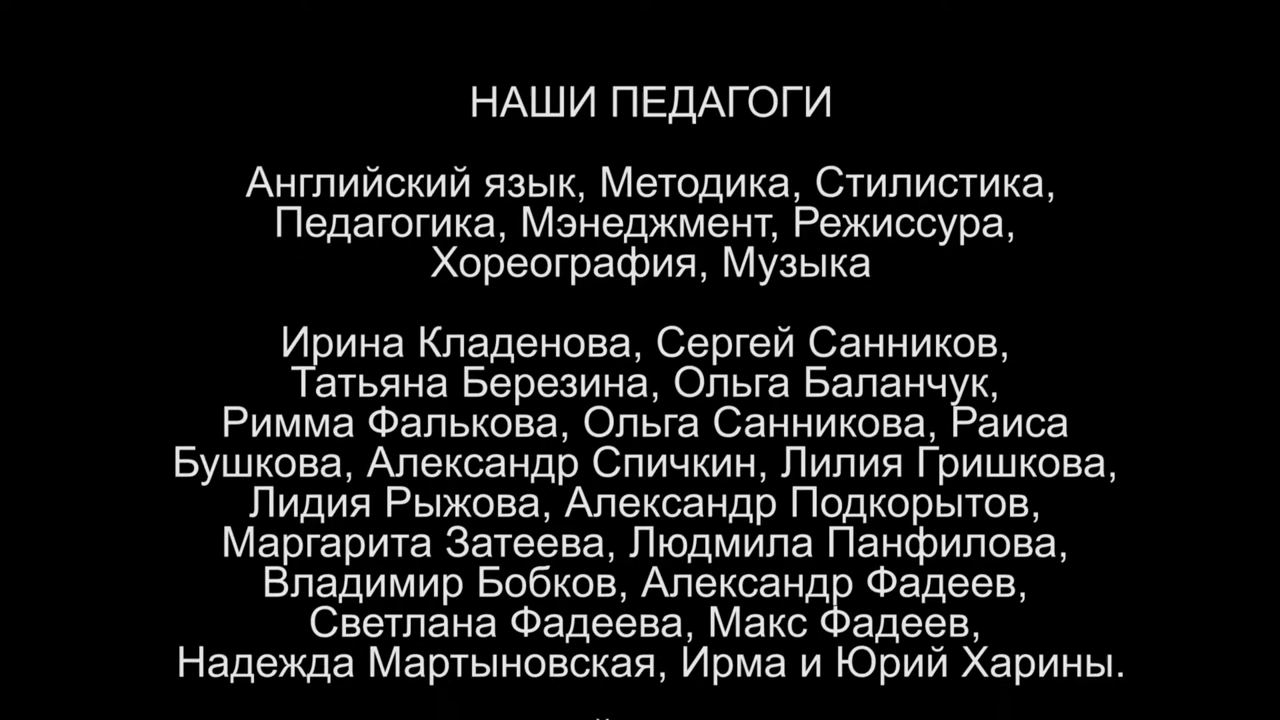 НАШИ ПЕДАГОГИ
Английский язык, Методика, Стилистика,
Педагогика, Мэнеджмент, Режиссура,
Хореография, Музыка
Ирина Кладенова, Сергей Санников,
Татьяна Березина, Ольга Баланчук,
Римма Фалькова, Ольга Санникова, Раиса
Бушкова, Александр Спичкин, Лилия Гришкова,
Лидия Рыжова, Александр Подкорытов,
Маргарита Затеева, Людмила Панфилова,
Владимир Бобков, Александр Фадеев,
Светлана Фадеева, Макс Фадеев,
Надежда Мартыновская, Ирма и Юрий Харины.